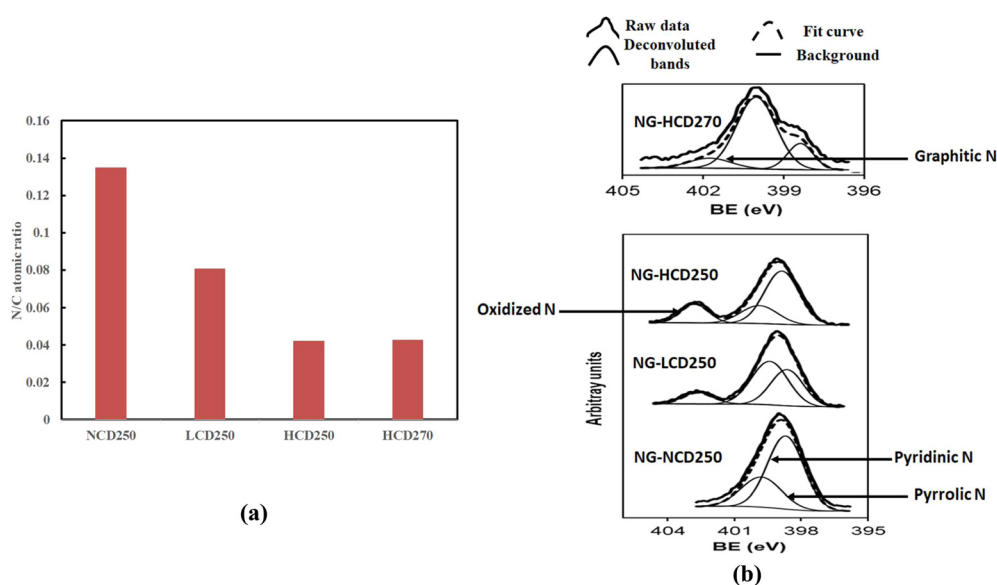 0.16
0.14
0.12
0.1
0.08
0.06
0.04
0.02
0
N/C atomic ratio
NCD250
LCD250
HCD250
HCD270
(a)
Raw data
Fit curve
Deconvoluted
bands
Background
NG-HCD270
Graphitic N
405
402
399
396
BE (eV)
NG-HCD250
Oxidized N
NG-LCD250
Arbitray units
NG-NCD250
Pyridinic N
Pyrrolic N
404
401
398
395
BE (eV)
(b)